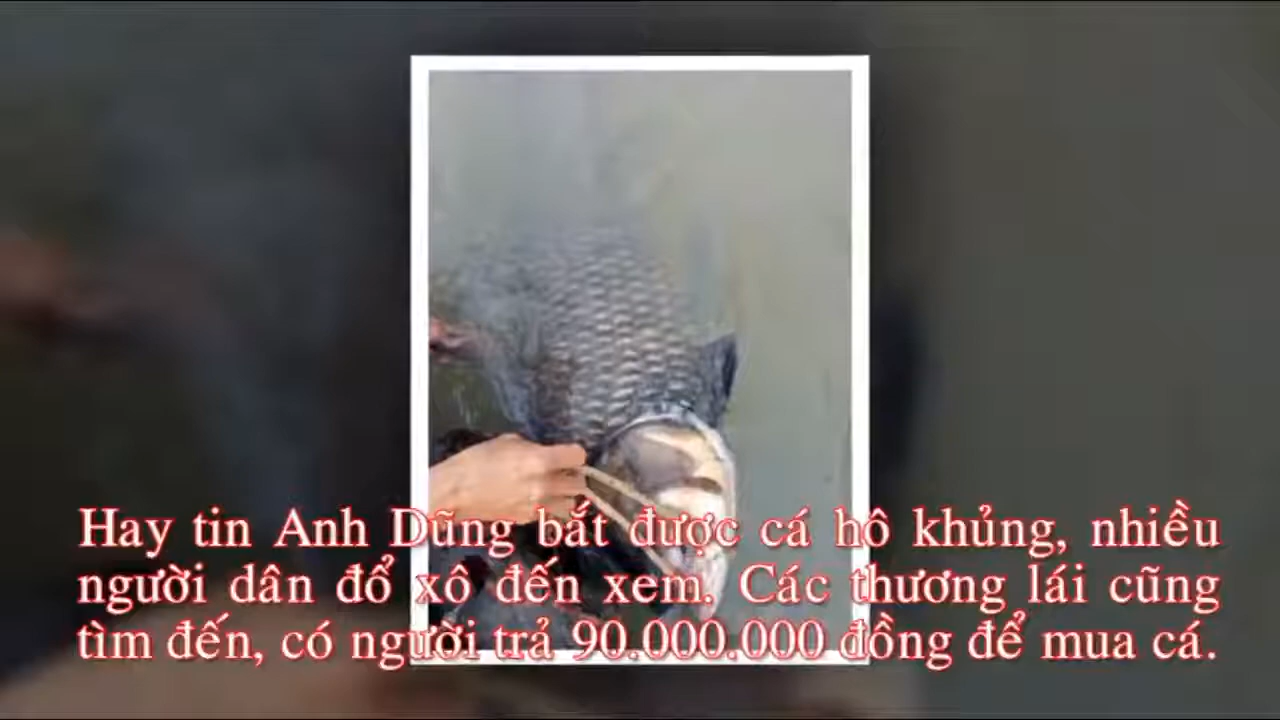 Hay tin Anh Dũng bắt được cá hô khủng, nhiều
người dân đổ xô đến xem. Các thương lái cũng
tìm đến, có người trả 90.000.000 đồng để mua cá.